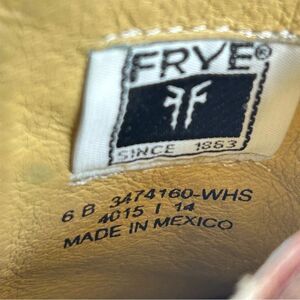 FRYE®
SINCE 1863
6 B 3474160-WHS
4015 I 14
MADE IN MEXICO